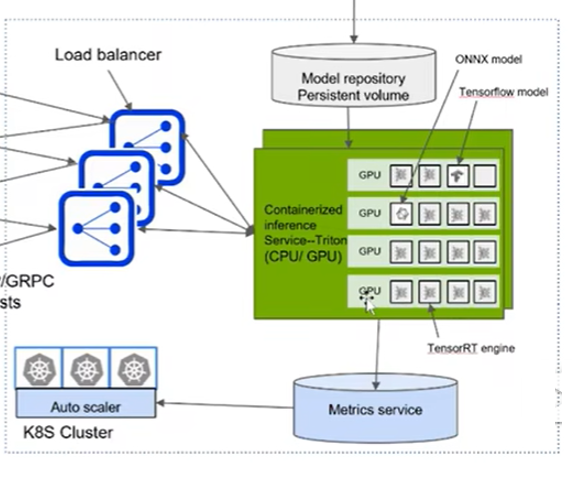 Load balancer
Model repository
Persistent volume
ONNX model
Tensorflow model
GPU
GPU
GPU
GPU
Containerized
inference
Service--Triton
(CPU/ GPU)
/GRPC
sts
TensorRT engine
Auto scaler
K8S Cluster
Metrics service